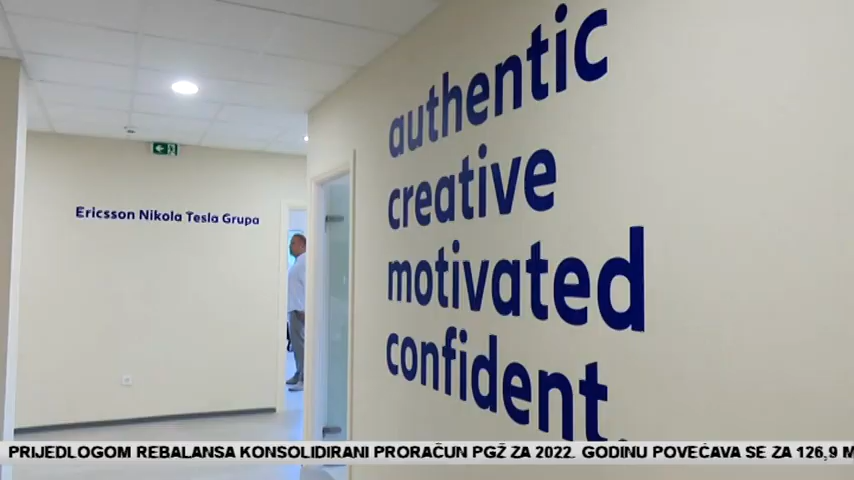 authentic
creative
motivated
confident.
Ericsson Nikola Tesla Grupa
PRIJEDLOGOM REBALANSA KONSOLIDIRANI PRORAČUN PGŽ ZA 2022. GODINU POVEĆAVA SE ZA 126,9 M